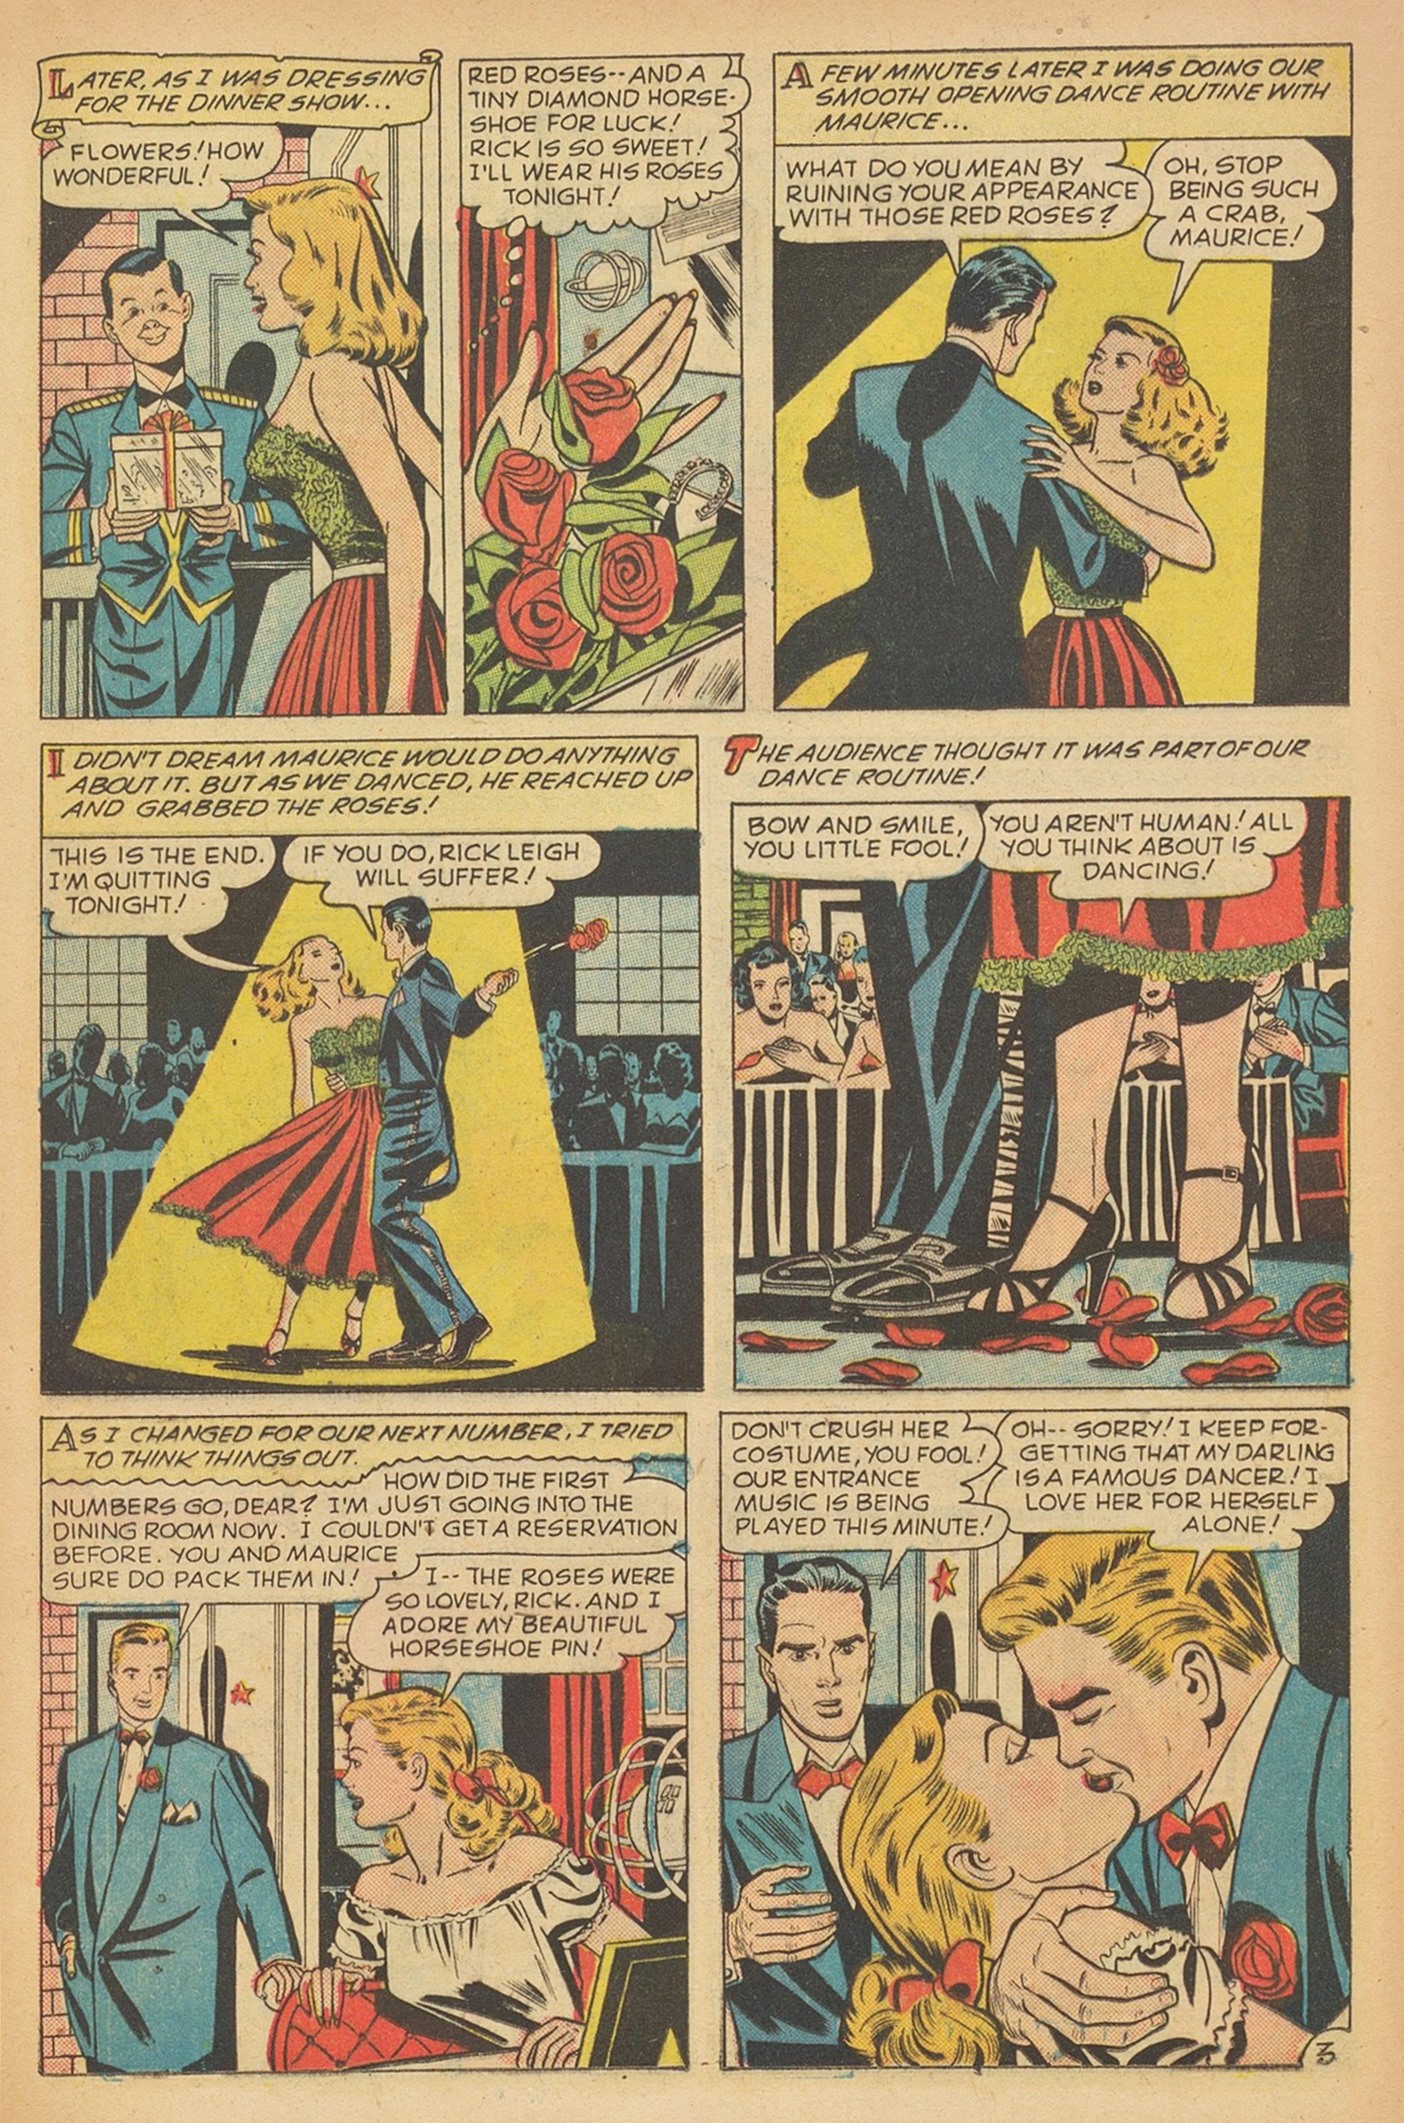 LATER, AS I WAS DRESSING
FOR THE DINNER SHOW...
FLOWERS! HOW
WONDERFUL!
RED ROSES--AND A
TINY DIAMOND HORSE-
SHOE FOR LUCK!
RICK IS SO SWEET!
I'LL WEAR HIS ROSES
TONIGHT!
A FEW MINUTES LATER I WAS DOING OUR
SMOOTH OPENING DANCE ROUTINE WITH
MAURICE...
WHAT DO YOU MEAN BY
RUINING YOUR APPEARANCE
WITH THOSE RED ROSES?
OH, STOP
BEING SUCH
A CRAB,
MAURICE!
I DIDN'T DREAM MAURICE WOULD DO ANYTHING
ABOUT IT. BUT AS WE DANCED, HE REACHED UP
AND GRABBED THE ROSES!
THIS IS THE END.
I'M QUITTING
TONIGHT!
IF YOU DO, RICK LEIGH
WILL SUFFER!
THE AUDIENCE THOUGHT IT WAS PART OF OUR
DANCE ROUTINE!
BOW AND SMILE,
YOU LITTLE FOOL!
YOU AREN'T HUMAN! ALL
YOU THINK ABOUT IS
DANCING!
AS I CHANGED FOR OUR NEXT NUMBER, I TRIED
TO THINK THINGS OUT.
HOW DID THE FIRST
NUMBERS GO, DEAR? I'M JUST GOING INTO THE
DINING ROOM NOW. I COULDN'T GET A RESERVATION
BEFORE. YOU AND MAURICE
SURE DO PACK THEM IN!
I-- THE ROSES WERE
SO LOVELY, RICK. AND I
ADORE MY BEAUTIFUL
HORSESHOE PIN!
DON'T CRUSH HER
COSTUME, YOU FOOL!
OUR ENTRANCE
MUSIC IS BEING
PLAYED THIS MINUTE!
OH-- SORRY! I KEEP FOR-
GETTING THAT MY DARLING
IS A FAMOUS DANCER! I
LOVE HER FOR HERSELF
ALONE!
3